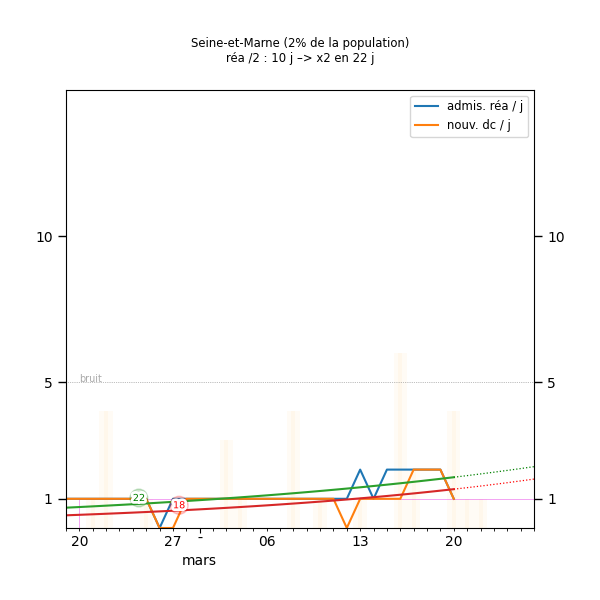 Seine-et-Marne (2% de la population)
réa /2 : 10 j –> x2 en 22 j
admis. réa / j
nouv. dc / j
10
10
bruit
5
5
22
18
1
1
20
27
-
06
13
20
mars